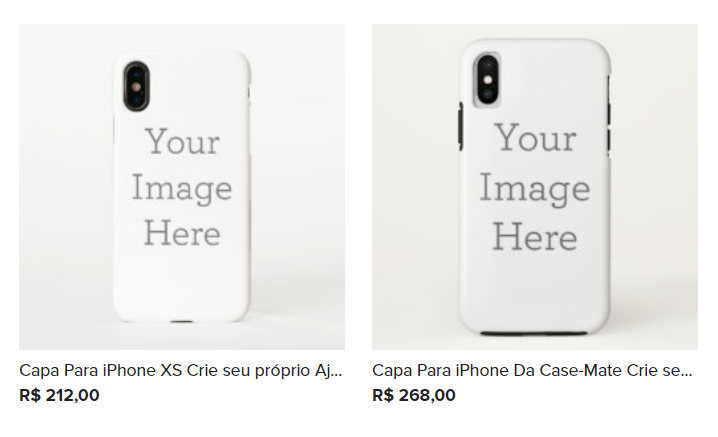 Your
Image
Here
Your
Image
Here
Capa Para iPhone XS Crie seu próprio Aj...
R$ 212,00
Capa Para iPhone Da Case-Mate Crie se...
R$ 268,00